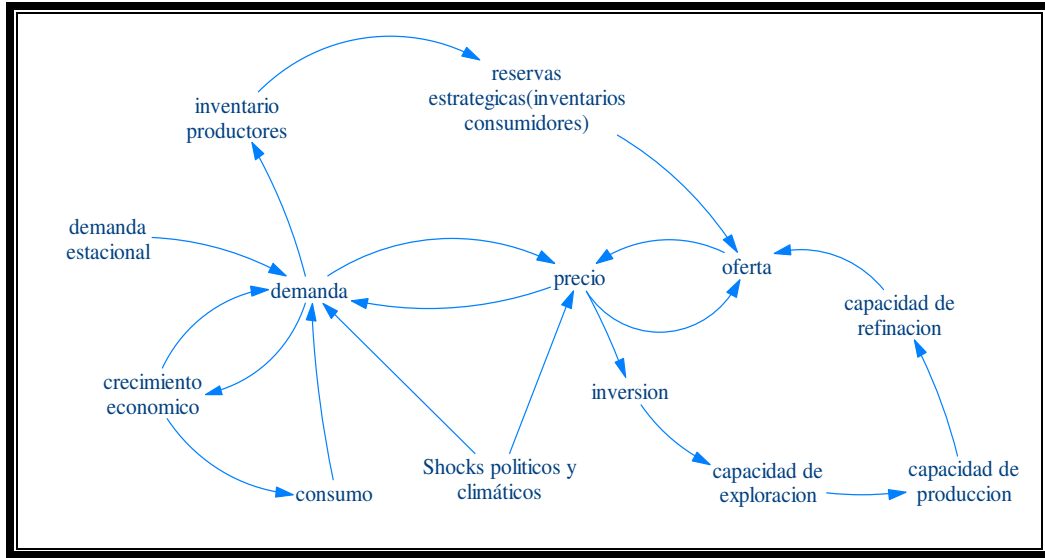 reservas
estrategicas(inventarios
consumidores)
inventario
productores
demanda
estacional
demanda
precio
oferta
capacidad de
refinacion
crecimiento
economico
inversion
consumo
Shocks politicos y
climáticos
capacidad de
exploracion
capacidad de
produccion